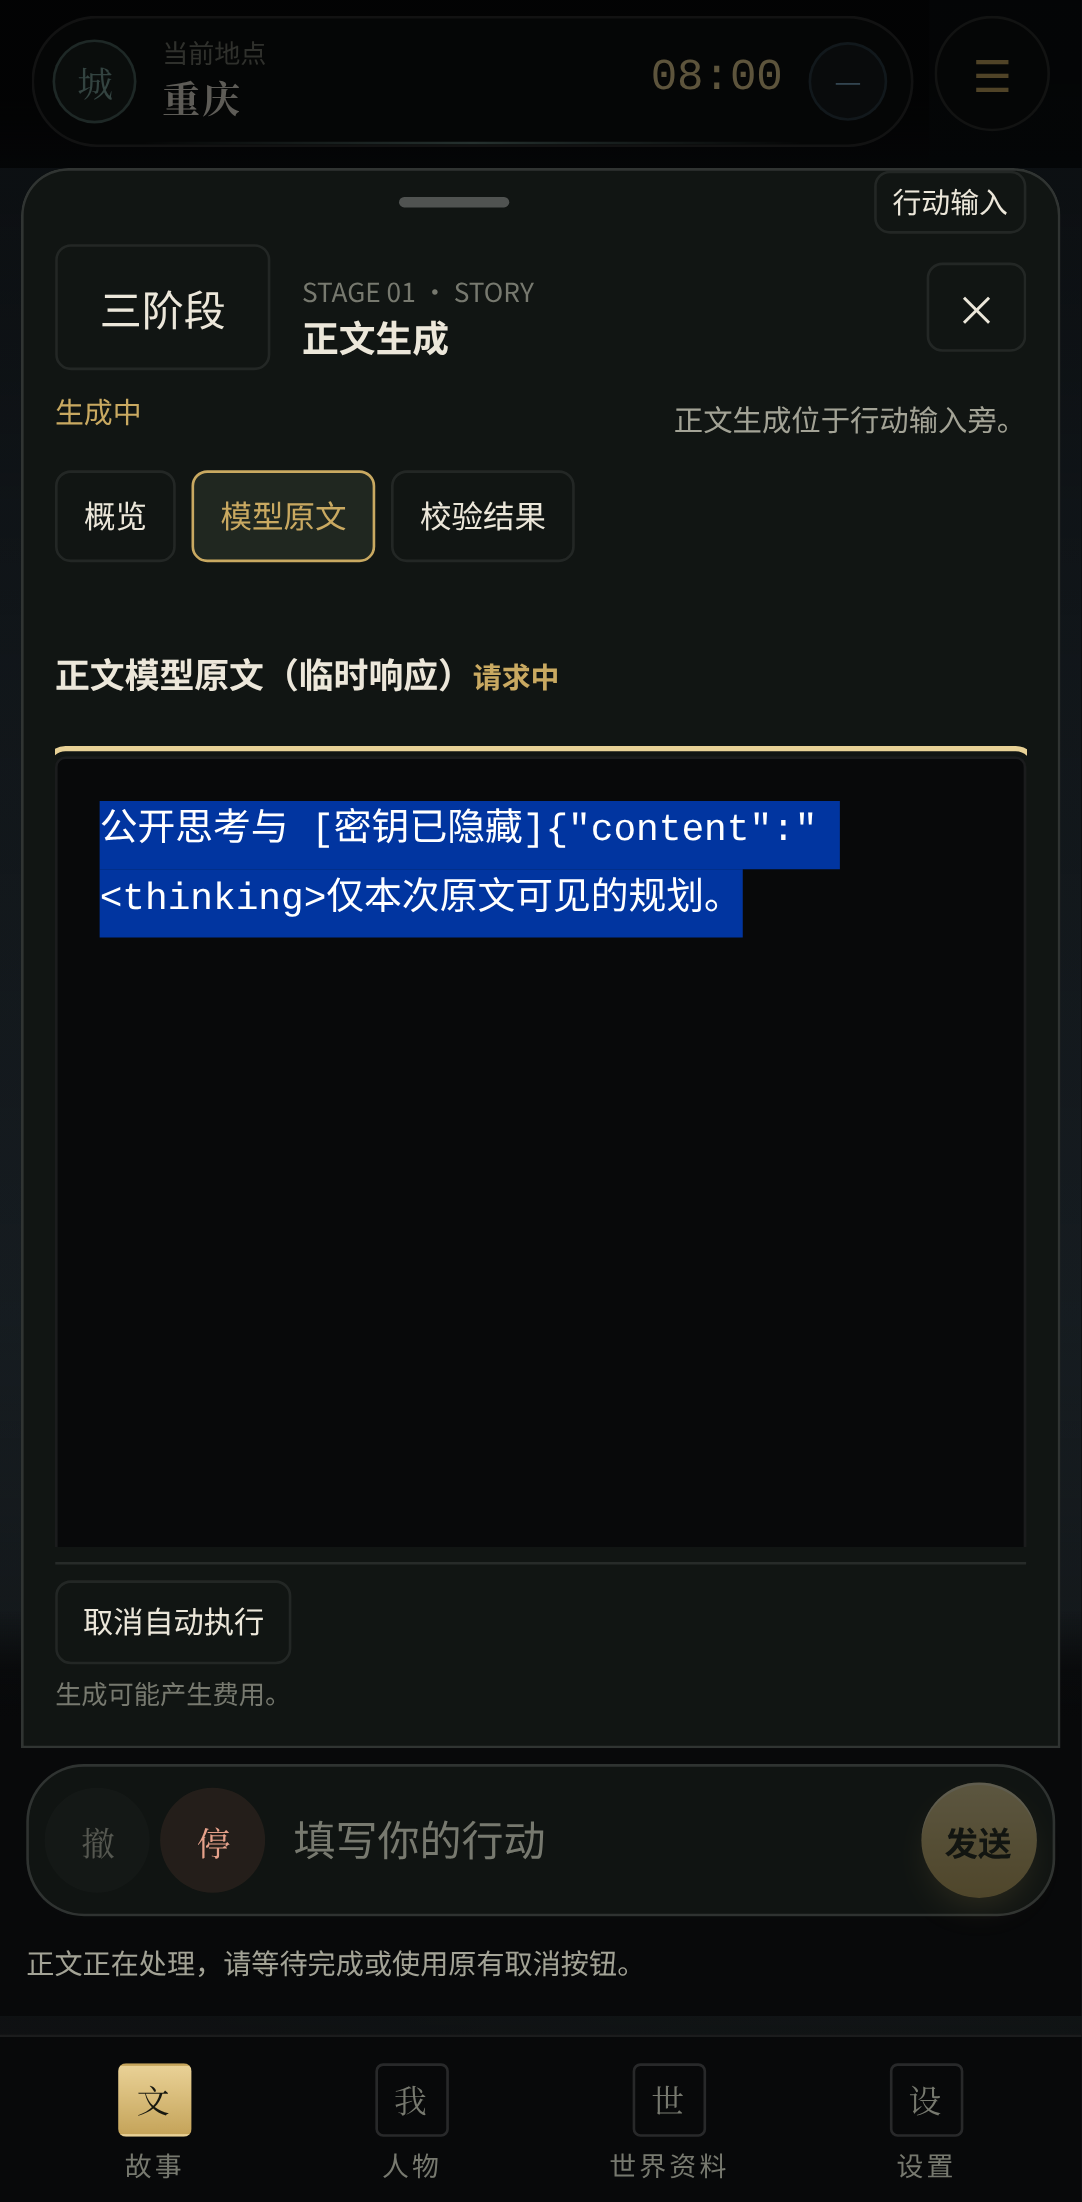 城
当前地点
重庆
08:00
—
行动输入
三阶段
STAGE 01 · STORY
正文生成
生成中
正文生成位于行动输入旁。
概览
模型原文
校验结果
正文模型原文（临时响应）请求中
公开思考与 [密钥已隐藏]{"content":"
<thinking>仅本次原文可见的规划。
取消自动执行
生成可能产生费用。
撤
停
填写你的行动
发送
正文正在处理，请等待完成或使用原有取消按钮。
文
我
世
设
故事
人物
世界资料
设置